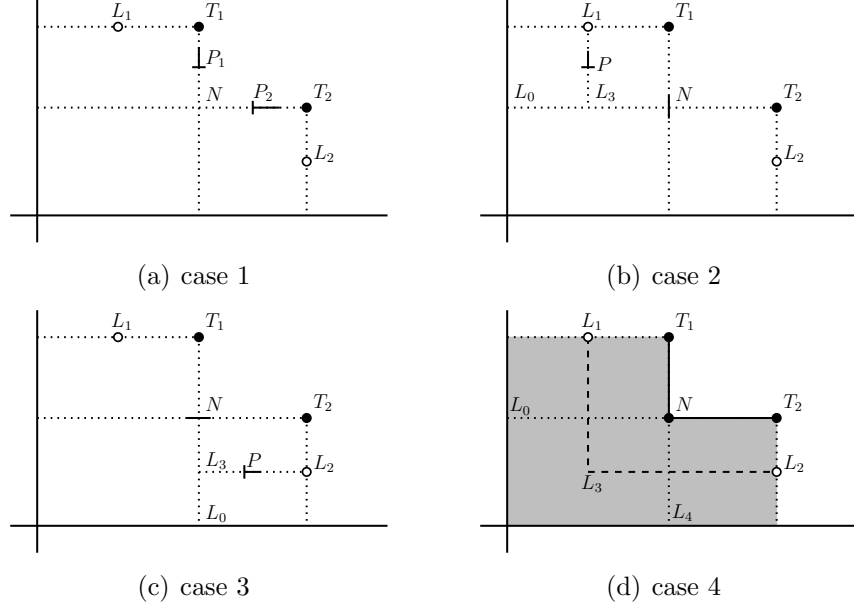 L₁ T₁ L₁ T₁
P₁ P
N P₂ T₂ L₀ L₃ N T₂
L₂ L₂
(a) case 1 (b) case 2
L₁ T₁ L₁ T₁
N T₂ L₀ N T₂
L₃ P L₂ L₃ L₂
L₀ L₄
(c) case 3 (d) case 4